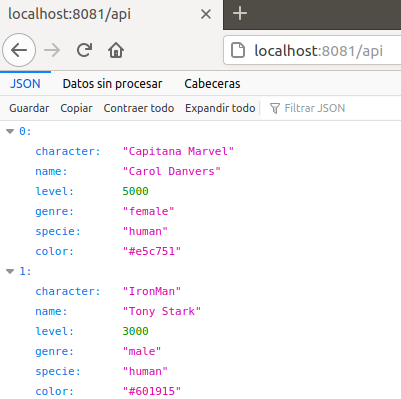 localhost:8081/api
localhost:8081/api
JSON Datos sin procesar Cabeceras
Guardar Copiar Contraer todo Expandir todo Filtrar JSON
0:
character: "Capitana Marvel"
name: "Carol Danvers"
level: 5000
genre: "female"
specie: "human"
color: "#e5c751"
1:
character: "IronMan"
name: "Tony Stark"
level: 3000
genre: "male"
specie: "human"
color: "#601915"